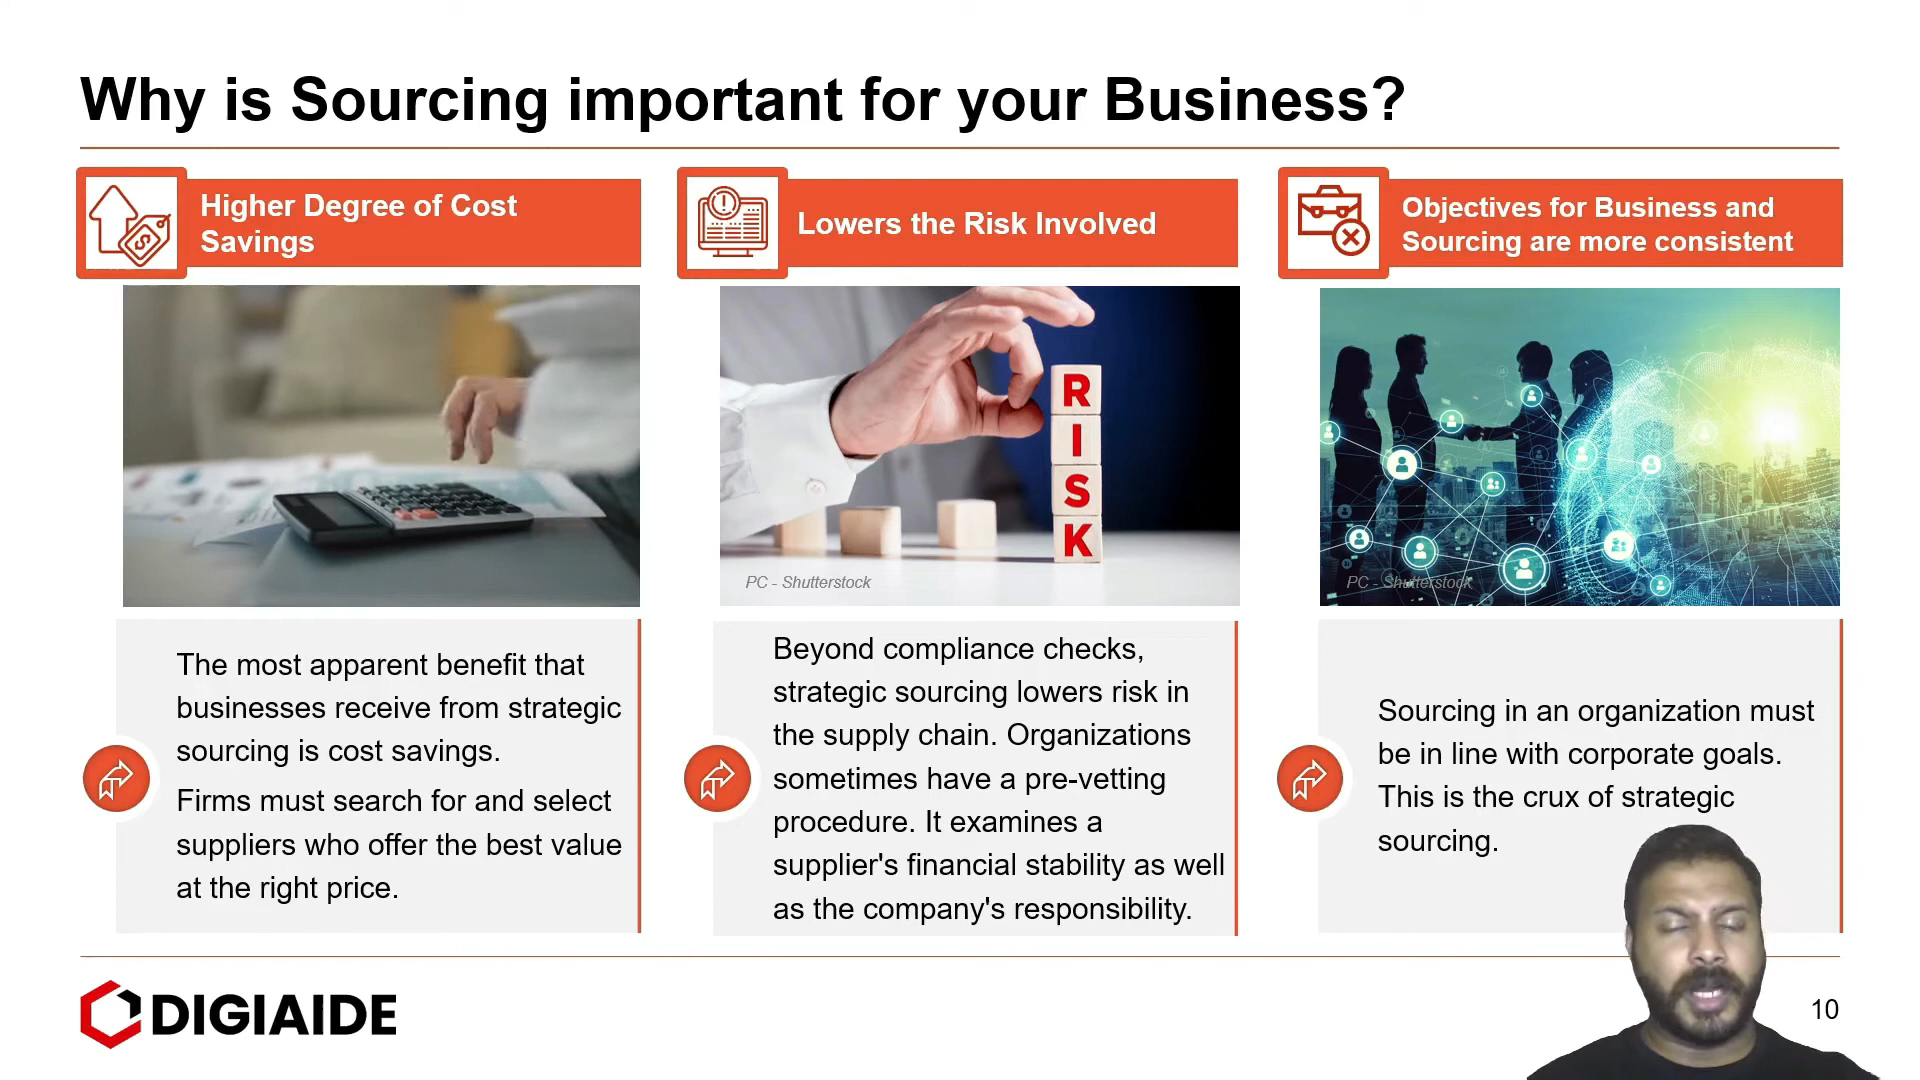 Why is Sourcing important for your Business?
Higher Degree of Cost
Savings
The most apparent benefit that
businesses receive from strategic
sourcing is cost savings.
Firms must search for and select
suppliers who offer the best value
at the right price.
Lowers the Risk Involved
R
I
S
K
PC - Shutterstock
Beyond compliance checks,
strategic sourcing lowers risk in
the supply chain. Organizations
sometimes have a pre-vetting
procedure. It examines a
supplier's financial stability as well
as the company's responsibility.
Objectives for Business and
Sourcing are more consistent
PC - Shutterstock
Sourcing in an organization must
be in line with corporate goals.
This is the crux of strategic
sourcing.
DIGIAIDE
10